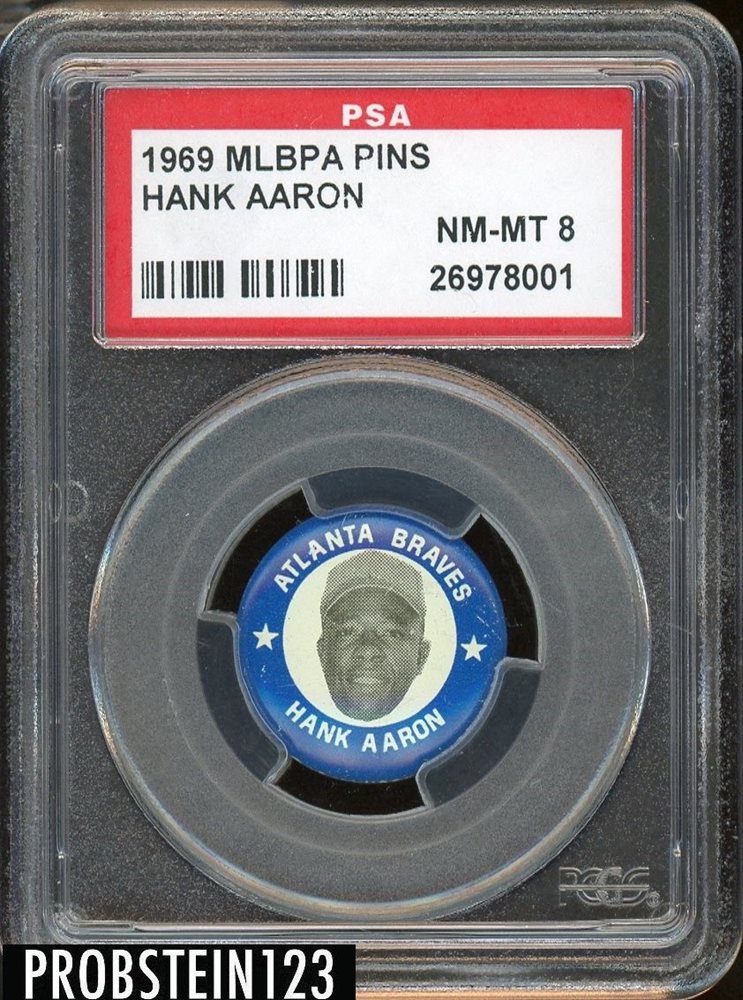 PSA
1969 MLBPA PINS
HANK AARON
NM-MT 8
26978001
ATLANTA BRAVES
HANK AARON
PCGS
PROBSTEIN123